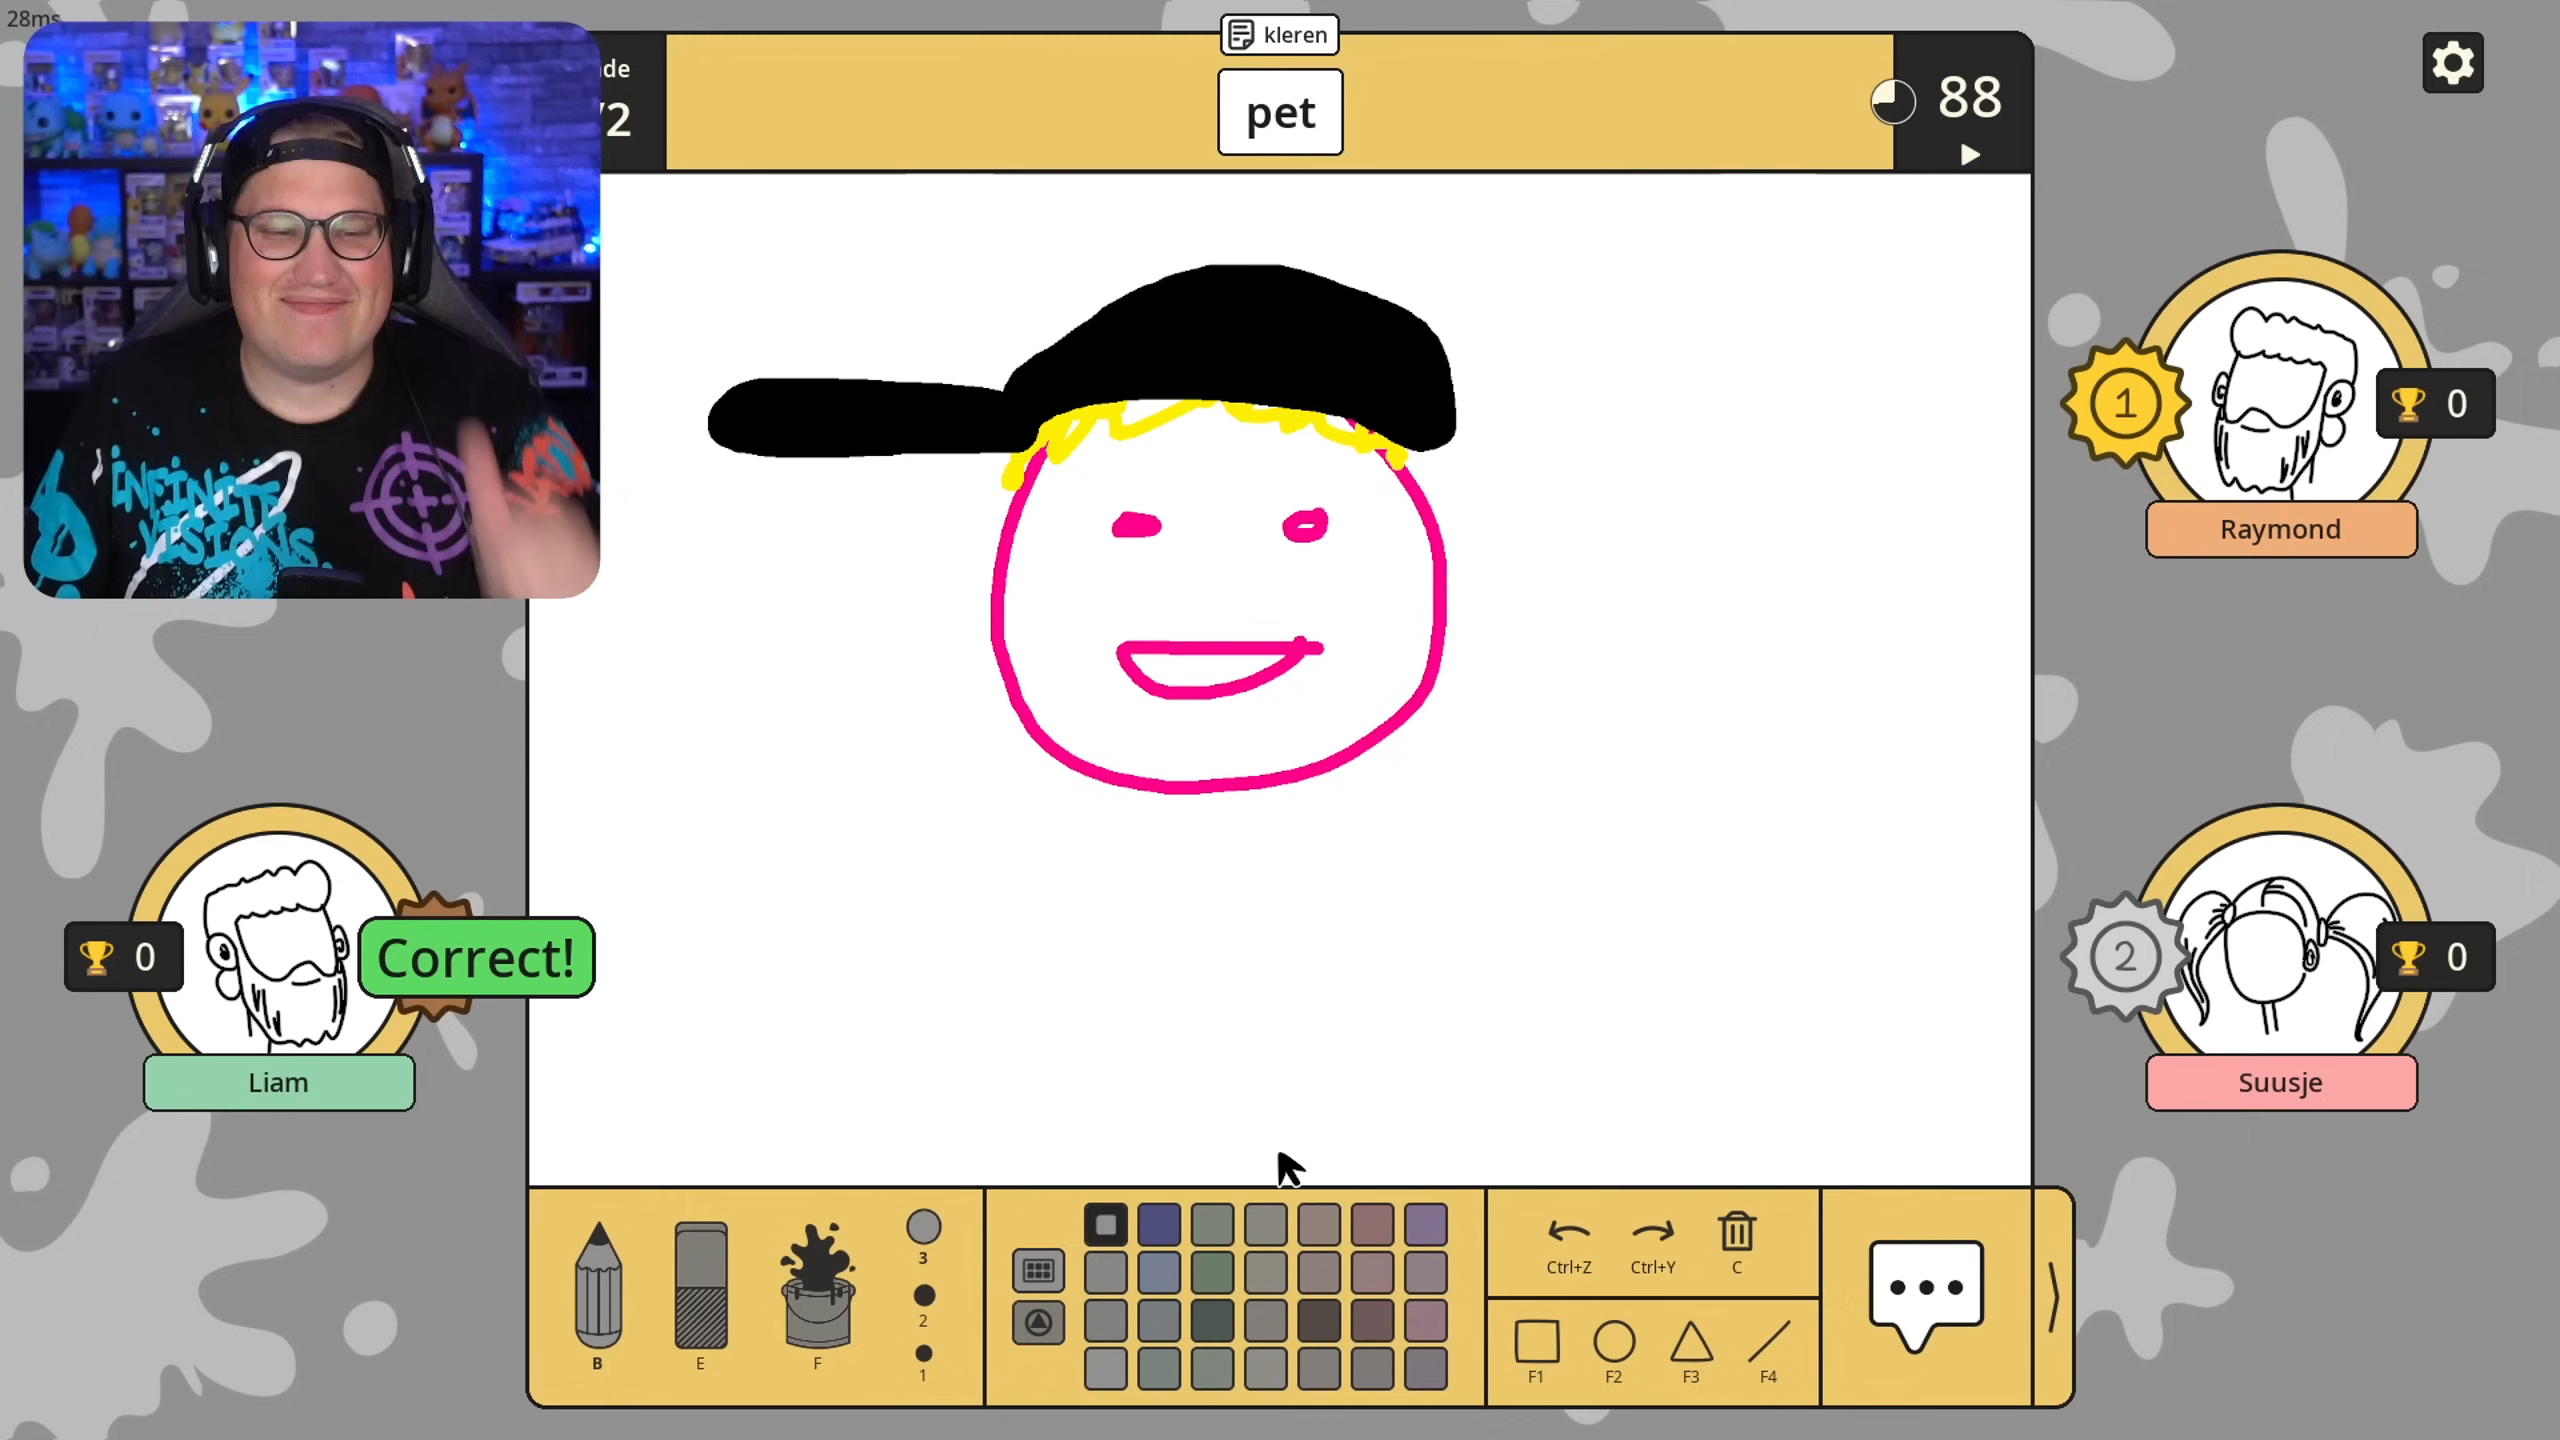 28ms
kleren
de
/2
pet
88
INFINITE
VISIONS.
1
0
Raymond
0
Correct!
Liam
2
0
Suusje
3
2
1
B
E
F
Ctrl+Z
Ctrl+Y
C
F1
F2
F3
F4